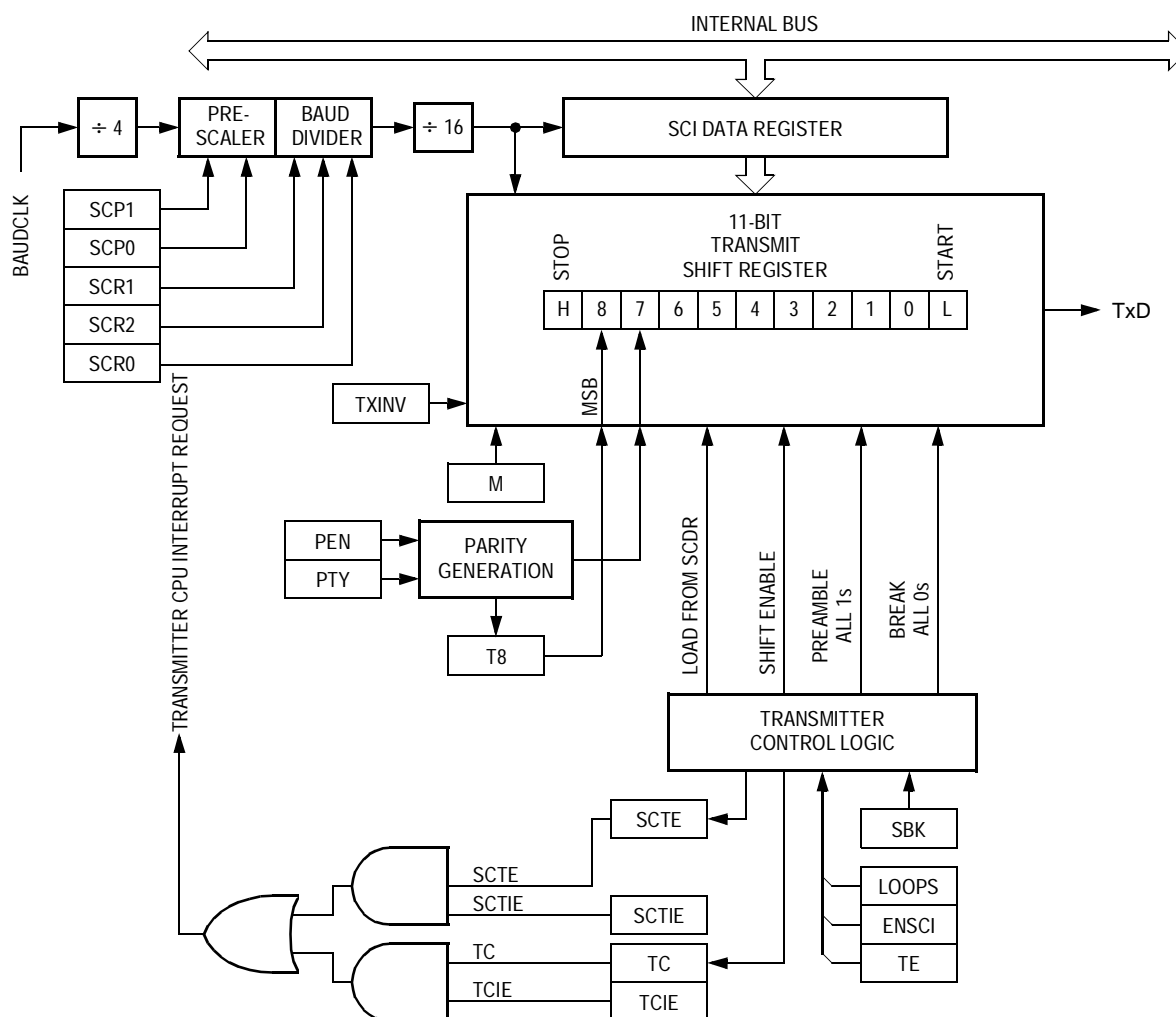 INTERNAL BUS
÷ 4
PRE-
SCALER
BAUD
DIVIDER
÷ 16
SCI DATA REGISTER
BAUDCLK
SCP1
SCP0
SCR1
SCR2
SCR0
11-BIT
TRANSMIT
SHIFT REGISTER
STOP
START
H 8 7 6 5 4 3 2 1 0 L
TxD
MSB
TXINV
M
PEN
PTY
PARITY
GENERATION
T8
LOAD FROM SCDR
SHIFT ENABLE
PREAMBLE
ALL 1s
BREAK
ALL 0s
TRANSMITTER CPU INTERRUPT REQUEST
TRANSMITTER
CONTROL LOGIC
SCTE
SBK
SCTE
SCTIE
SCTIE
LOOPS
ENSCI
TE
TC
TC
TCIE
TCIE